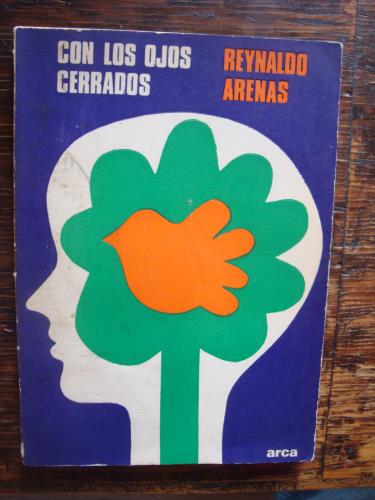 CON LOS OJOS
CERRADOS
REYNALDO
ARENAS
arca